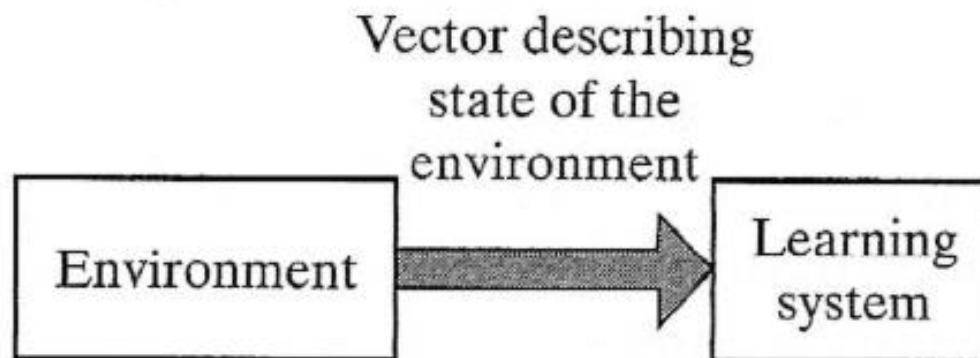 Vector describing
state of the
environment
Environment
Learning
system